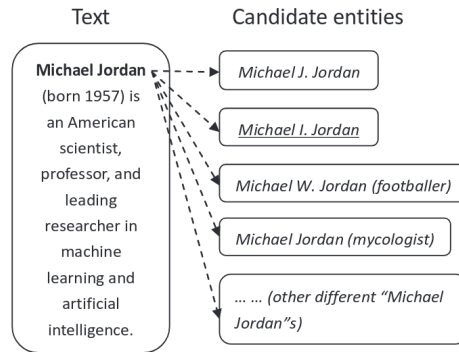 Text
Candidate entities
Michael Jordan
(born 1957) is
an American
scientist,
professor, and
leading
researcher in
machine
learning and
artificial
intelligence.
Michael J. Jordan
Michael I. Jordan
Michael W. Jordan (footballer)
Michael Jordan (mycologist)
... ... (other different “Michael
Jordan”s)